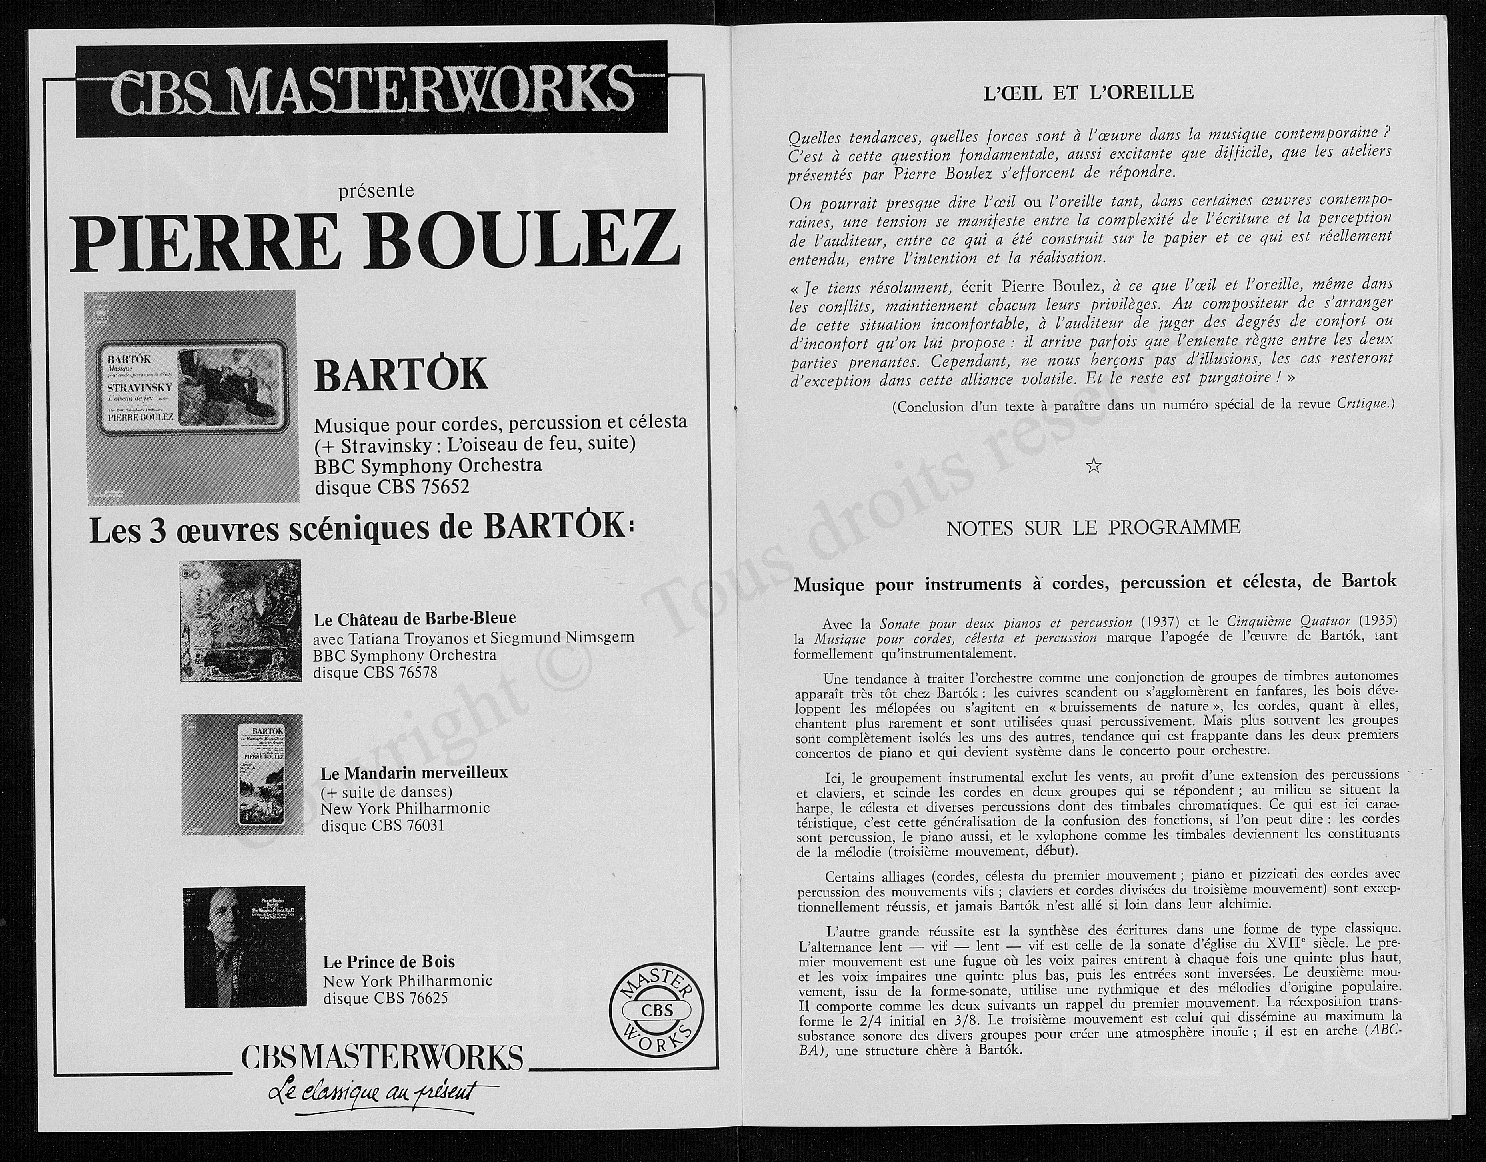 CBS MASTERWORKS
présente
PIERRE BOULEZ
BARTÓK
Musique
STRAVINSKY
L'oiseau de feu
PIERRE BOULEZ
BARTÓK
Musique pour cordes, percussion et célesta
(+ Stravinsky : L'oiseau de feu, suite)
BBC Symphony Orchestra
disque CBS 75652
Les 3 œuvres scéniques de BARTÓK:
Le Château de Barbe-Bleue
avec Tatiana Troyanos et Siegmund Nimsgern
BBC Symphony Orchestra
disque CBS 76578
BARTÓK
PIERRE BOULEZ
Le Mandarin merveilleux
(+ suite de danses)
New York Philharmonic
disque CBS 76031
Le Prince de Bois
New York Philharmonic
disque CBS 76625
MASTER
CBS
WORKS
CBS MASTERWORKS
Le classique au présent
L'ŒIL ET L'OREILLE
Quelles tendances, quelles forces sont à l'œuvre dans la musique contemporaine ?
C'est à cette question fondamentale, aussi excitante que difficile, que les ateliers
présentés par Pierre Boulez s'efforcent de répondre.
On pourrait presque dire l'œil ou l'oreille tant, dans certaines œuvres contempo-
raines, une tension se manifeste entre la complexité de l'écriture et la perception
de l'auditeur, entre ce qui a été construit sur le papier et ce qui est réellement
entendu, entre l'intention et la réalisation.
« Je tiens résolument, écrit Pierre Boulez, à ce que l'œil et l'oreille, même dans
les conflits, maintiennent chacun leurs privilèges. Au compositeur de s'arranger
de cette situation inconfortable, à l'auditeur de juger des degrés de confort ou
d'inconfort qu'on lui propose : il arrive parfois que l'entente règne entre les deux
parties prenantes. Cependant, ne nous berçons pas d'illusions, les cas resteront
d'exception dans cette alliance volatile. Et le reste est purgatoire ! »
(Conclusion d'un texte à paraître dans un numéro spécial de la revue Critique.)
NOTES SUR LE PROGRAMME
Musique pour instruments à cordes, percussion et célesta, de Bartok
Avec la Sonate pour deux pianos et percussion (1937) et le Cinquième Quatuor (1935)
la Musique pour cordes, célesta et percussion marque l'apogée de l'œuvre de Bartók, tant
formellement qu'instrumentalement.
Une tendance à traiter l'orchestre comme une conjonction de groupes de timbres autonomes
apparaît très tôt chez Bartók : les cuivres scandent ou s'agglomèrent en fanfares, les bois déve-
loppent les mélopées ou s'agitent en « bruissements de nature », les cordes, quant à elles,
chantent plus rarement et sont utilisées quasi percussivement. Mais plus souvent les groupes
sont complètement isolés les uns des autres, tendance qui est frappante dans les deux premiers
concertos de piano et qui devient système dans le concerto pour orchestre.
Ici, le groupement instrumental exclut les vents, au profit d'une extension des percussions
et claviers, et scinde les cordes en deux groupes qui se répondent ; au milieu se situent la
harpe, le célesta et diverses percussions dont des timbales chromatiques. Ce qui est ici carac-
téristique, c'est cette généralisation de la confusion des fonctions, si l'on peut dire : les cordes
sont percussion, le piano aussi, et le xylophone comme les timbales deviennent les constituants
de la mélodie (troisième mouvement, début).
Certains alliages (cordes, célesta du premier mouvement ; piano et pizzicati des cordes avec
percussion des mouvements vifs ; claviers et cordes divisées du troisième mouvement) sont excep-
tionnellement réussis, et jamais Bartók n'est allé si loin dans leur alchimie.
L'autre grande réussite est la synthèse des écritures dans une forme de type classique.
L'alternance lent — vif — lent — vif est celle de la sonate d'église du XVIIe siècle. Le pre-
mier mouvement est une fugue où les voix paires entrent à chaque fois une quinte plus haut,
et les voix impaires une quinte plus bas, puis les entrées sont inversées. Le deuxième mou-
vement, issu de la forme-sonate, utilise une rythmique et des mélodies d'origine populaire.
Il comporte comme les deux suivants un rappel du premier mouvement. La réexposition trans-
forme le 2/4 initial en 3/8. Le troisième mouvement est celui qui dissémine au maximum la
substance sonore des divers groupes pour créer une atmosphère inouïe ; il est en arche (ABC-
BA), une structure chère à Bartók.
Copyright © Tous droits réservés